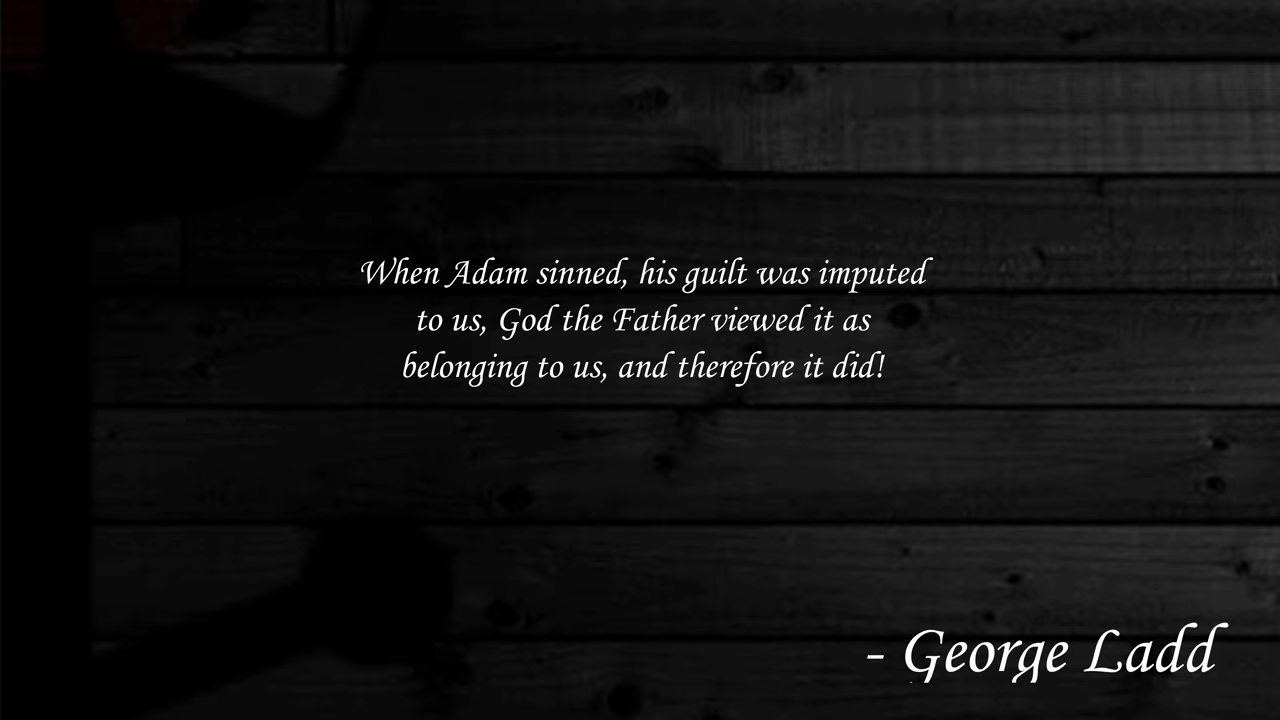 When Adam sinned, his guilt was imputed
to us, God the Father viewed it as
belonging to us, and therefore it did!
- George Ladd